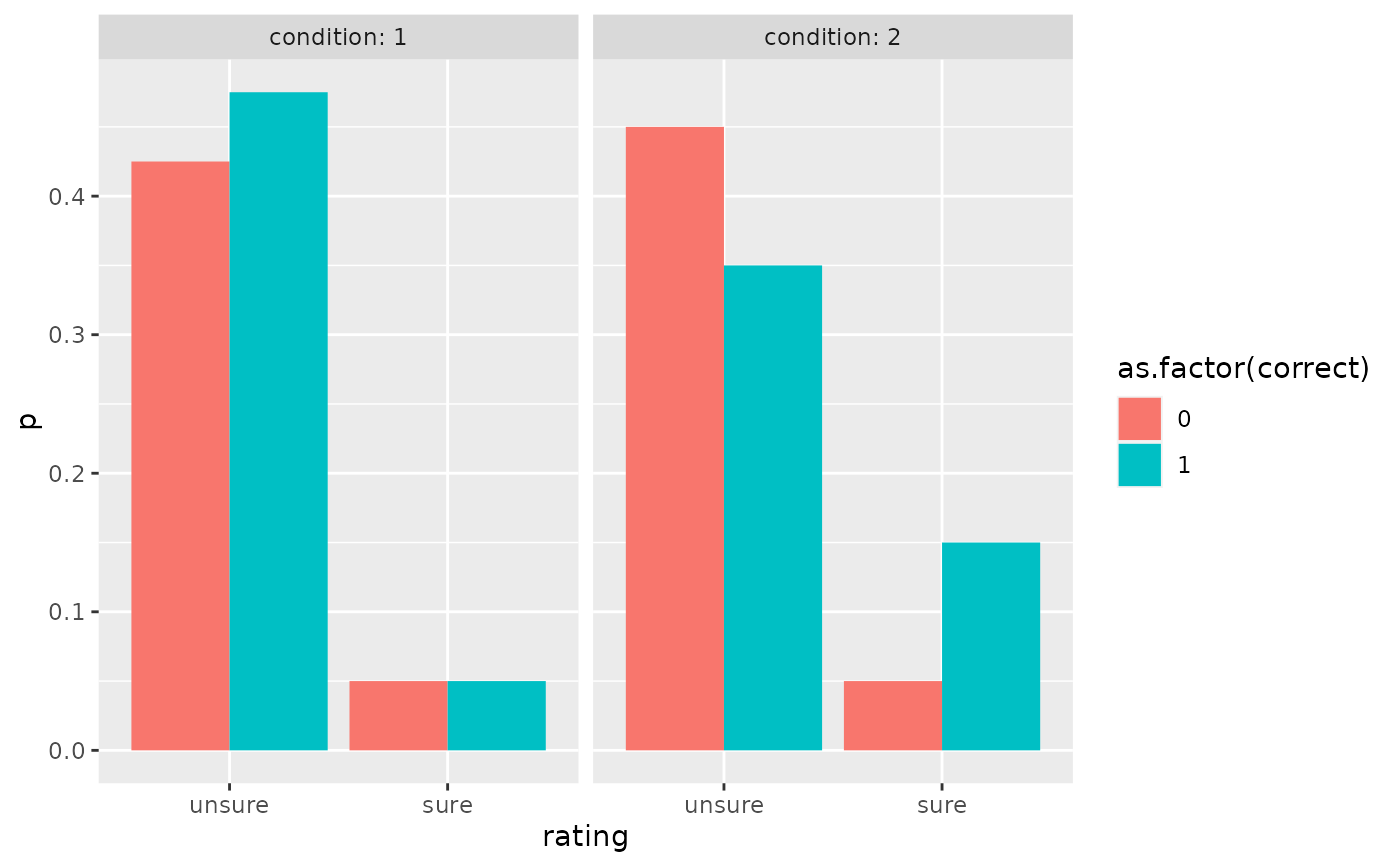 condition: 1
condition: 2
p
0.4
0.3
0.2
0.1
0.0
unsure
sure
unsure
sure
rating
as.factor(correct)
0
1